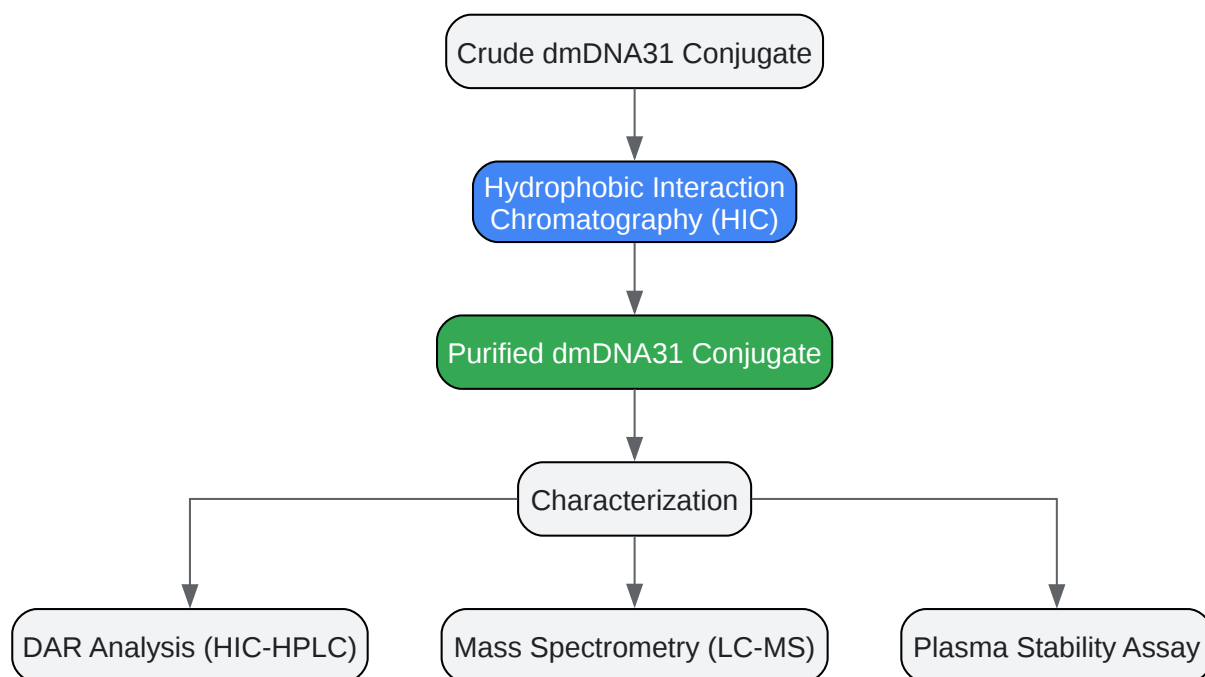 Crude dmDNA31 Conjugate
Hydrophobic Interaction
Chromatography (HIC)
Purified dmDNA31 Conjugate
Characterization
DAR Analysis (HIC-HPLC)
Mass Spectrometry (LC-MS)
Plasma Stability Assay